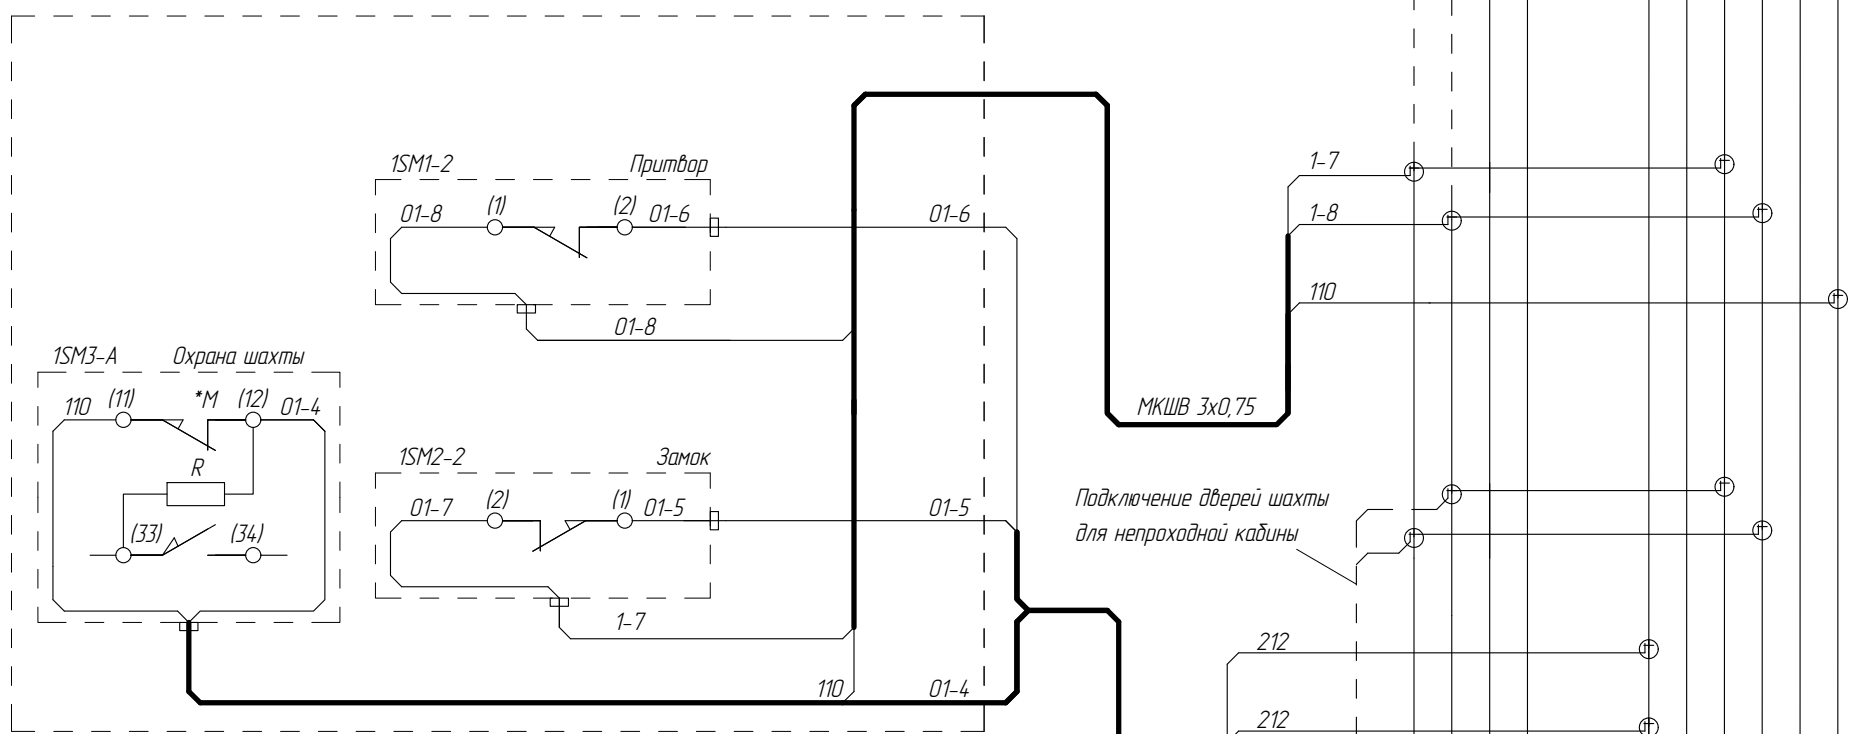 1SM1-2 Притвор
01-8 (1) (2) 01-6
01-6
01-8
1SM3-А Охрана шахты
110 (11) *М (12) 01-4
R
(33) (34)
1SM2-2 Замок
01-7 (2) (1) 01-5
01-5
1-7
110 01-4
1-7
1-8
110
МКШВ 3х0,75
Подключение дверей шахты
для непроходной кабины
212
212